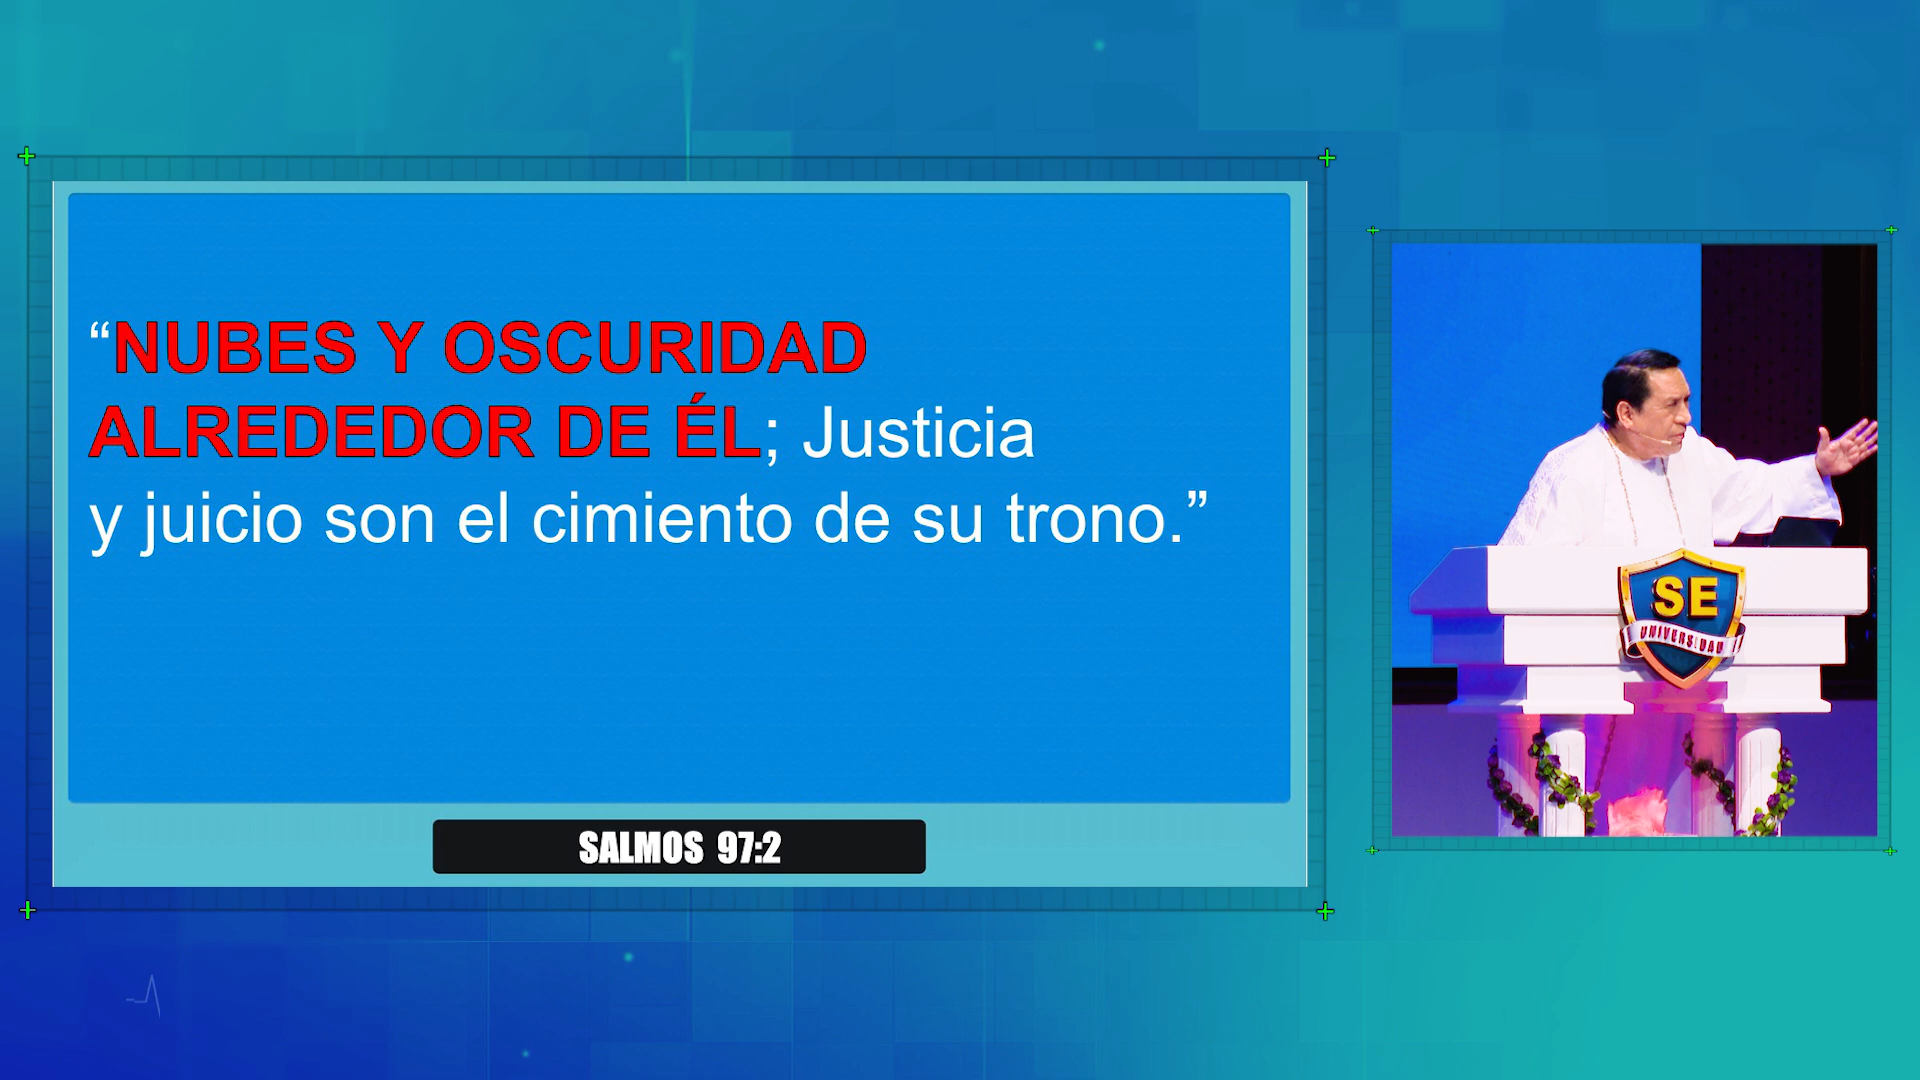 “NUBES Y OSCURIDAD
ALREDEDOR DE ÉL; Justicia
y juicio son el cimiento de su trono.”
SALMOS 97:2
SE
UNIVERSIDAD